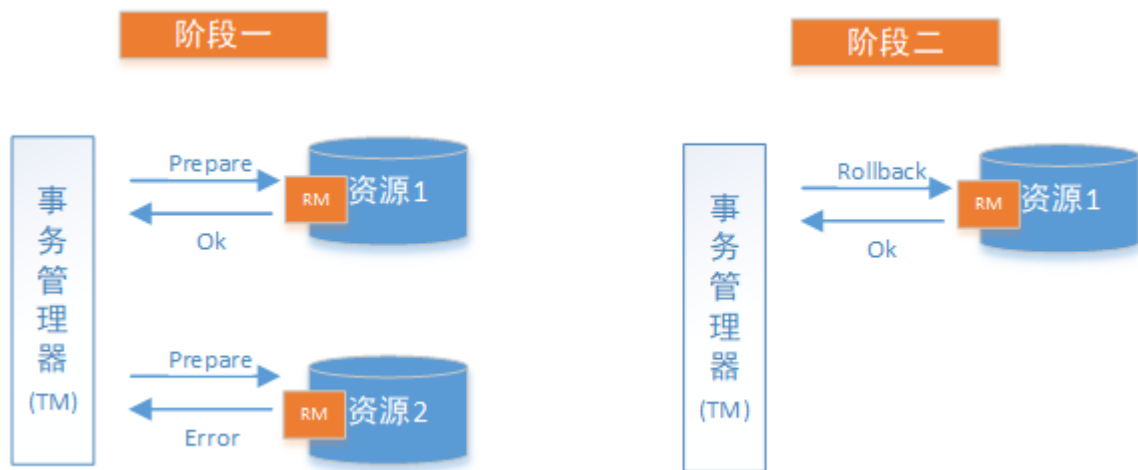 阶段一
事务管理器
(TM)
Prepare
RM
资源1
Ok
Prepare
RM
资源2
Error
阶段二
事务管理器
(TM)
Rollback
RM
资源1
Ok